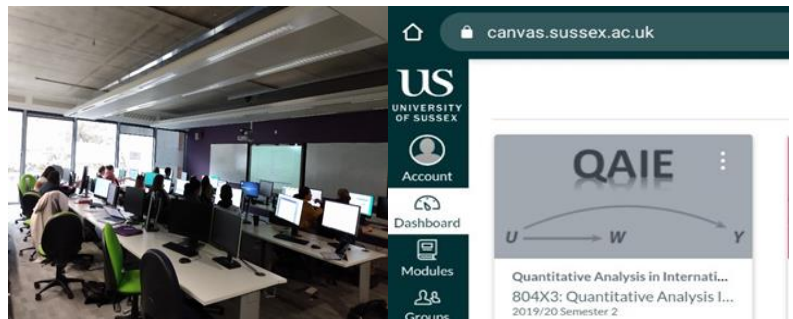 canvas.sussex.ac.uk
US
UNIVERSITY
OF SUSSEX
Account
Dashboard
Modules
Groups
QAIE
U W Y
Quantitative Analysis in Internati...
804X3: Quantitative Analysis I...
2019/20 Semester 2